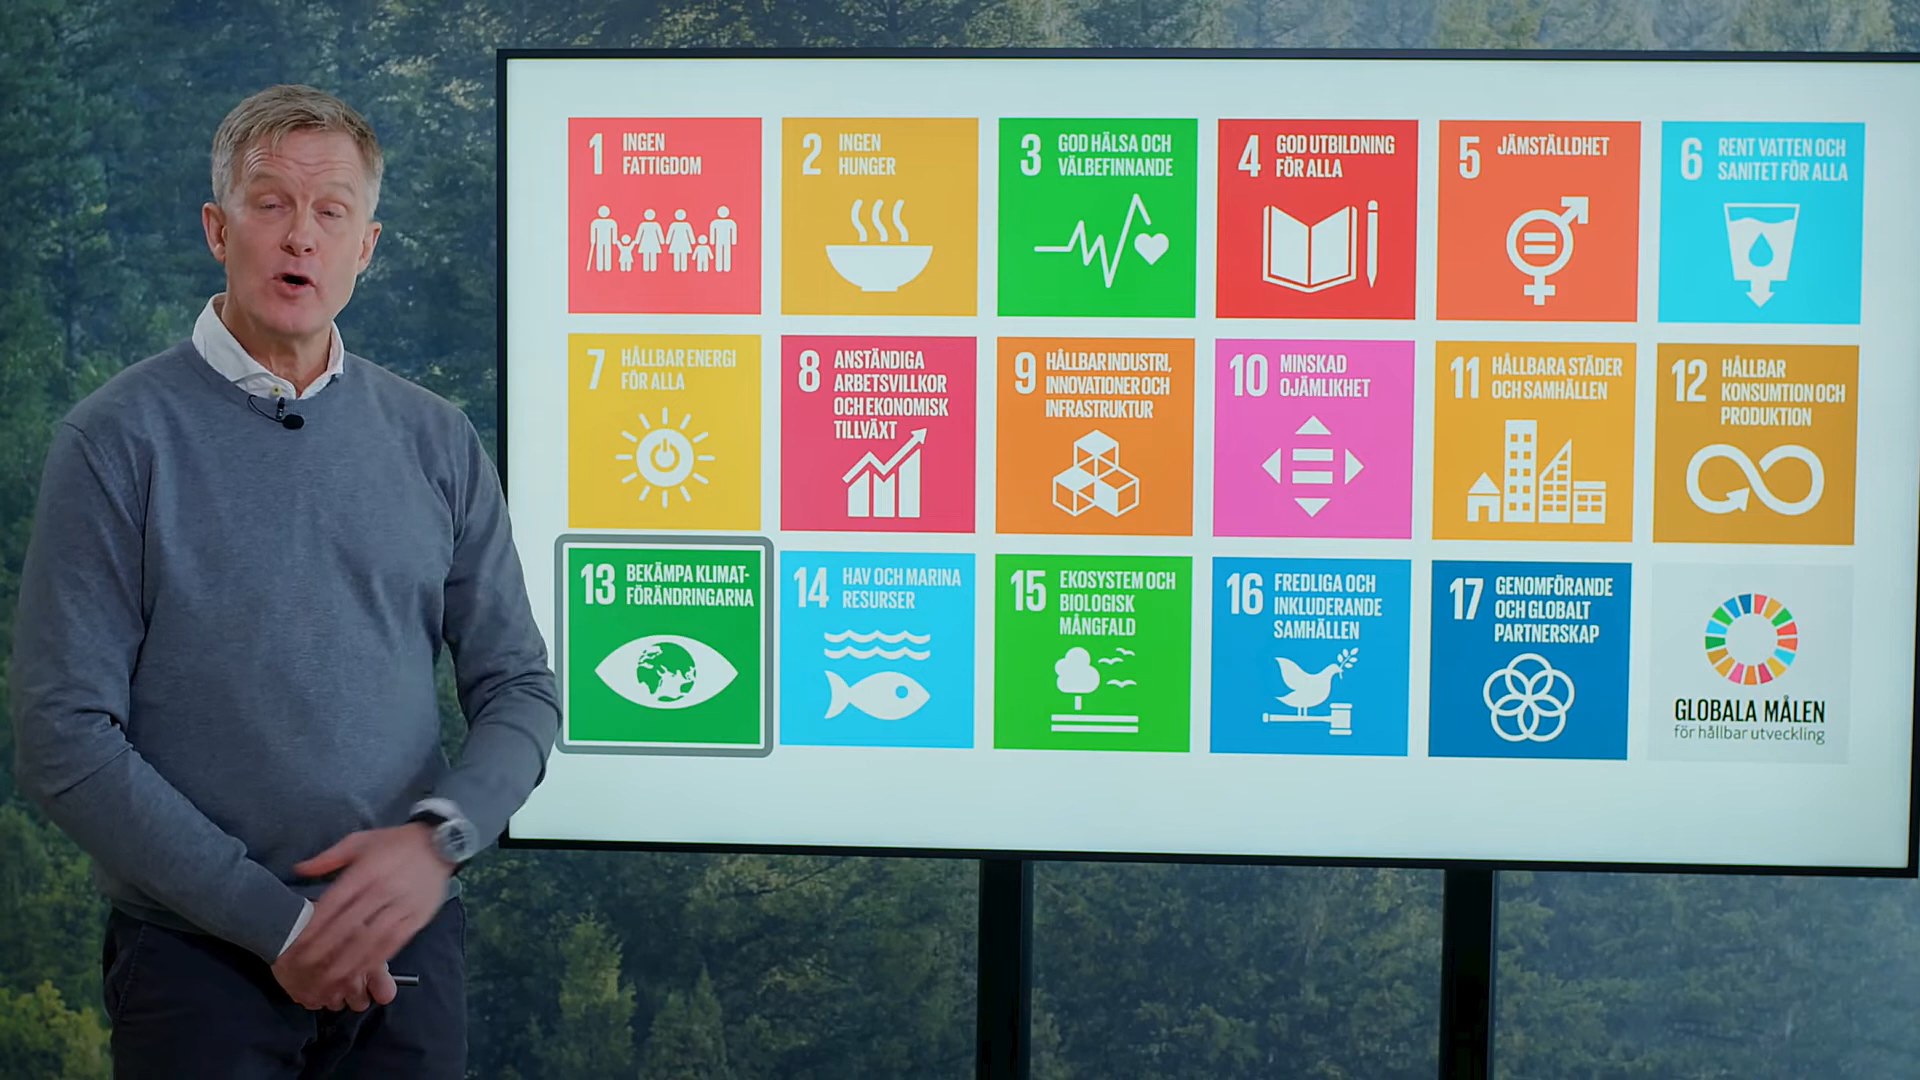 1 INGEN
FATTIGDOM
2 INGEN
HUNGER
3 GOD HÄLSA OCH
VÄLBEFINNANDE
4 GOD UTBILDNING
FÖR ALLA
5 JÄMSTÄLLDHET
6 RENT VATTEN OCH
SANITET FÖR ALLA
7 HÅLLBAR ENERGI
FÖR ALLA
8 ANSTÄNDIGA
ARBETSVILLKOR
OCH EKONOMISK
TILLVÄXT
9 HÅLLBAR INDUSTRI,
INNOVATIONER OCH
INFRASTRUKTUR
10 MINSKAD
OJÄMLIKHET
11 HÅLLBARA STÄDER
OCH SAMHÄLLEN
12 HÅLLBAR
KONSUMTION OCH
PRODUKTION
13 BEKÄMPA KLIMAT-
FÖRÄNDRINGARNA
14 HAV OCH MARINA
RESURSER
15 EKOSYSTEM OCH
BIOLOGISK
MÅNGFALD
16 FREDLIGA OCH
INKLUDERANDE
SAMHÄLLEN
17 GENOMFÖRANDE
OCH GLOBALT
PARTNERSKAP
GLOBALA MÅLEN
för hållbar utveckling